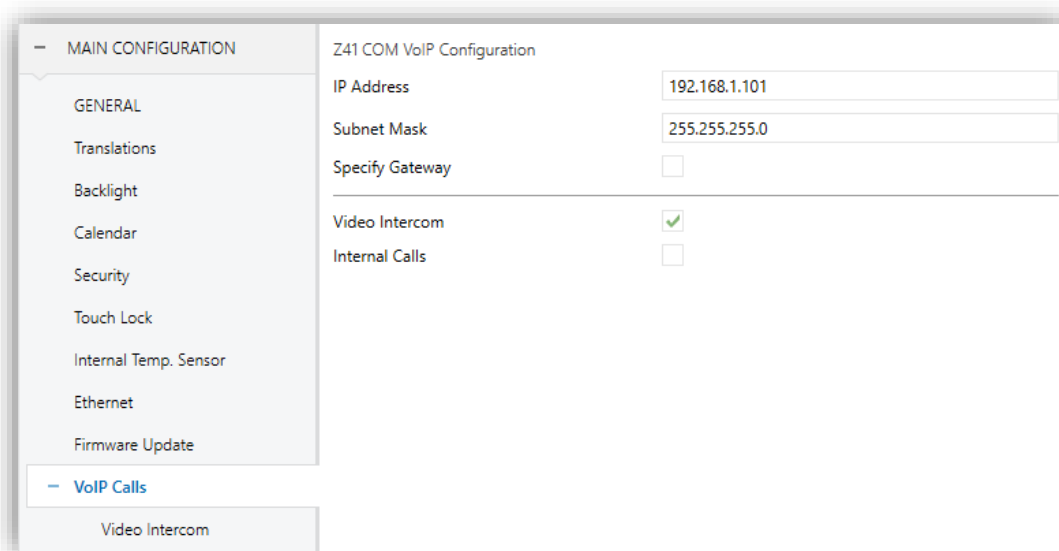 MAIN CONFIGURATION
GENERAL
Translations
Backlight
Calendar
Security
Touch Lock
Internal Temp. Sensor
Ethernet
Firmware Update
VoIP Calls
Video Intercom
Z41 COM VoIP Configuration
IP Address 192.168.1.101
Subnet Mask 255.255.255.0
Specify Gateway
Video Intercom
Internal Calls